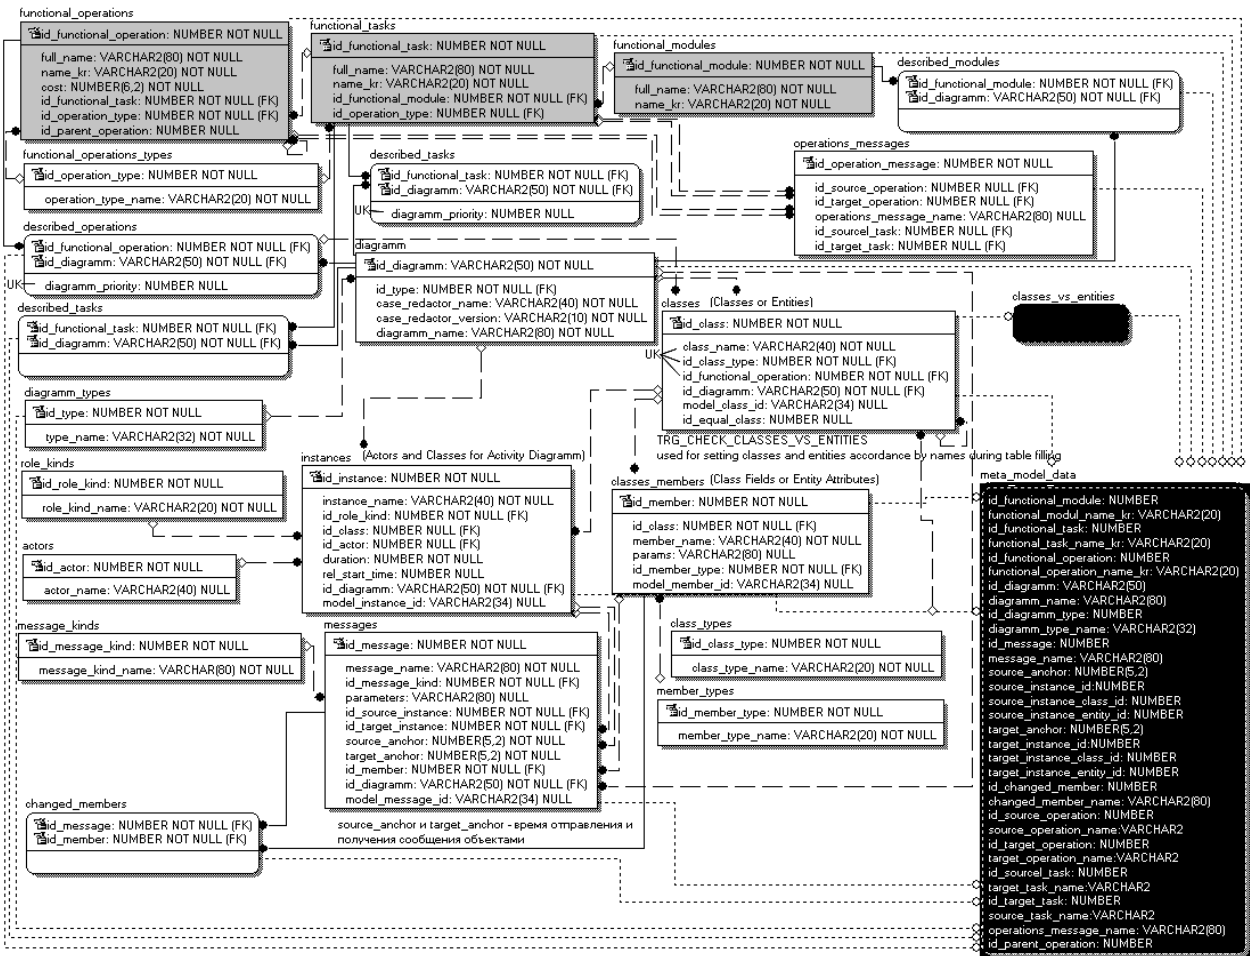 functional_operations
id_functional_operation: NUMBER NOT NULL
full_name: VARCHAR2(80) NOT NULL
name_kr: VARCHAR2(20) NOT NULL
cost: NUMBER(6,2) NOT NULL
id_functional_task: NUMBER NOT NULL (FK)
id_operation_type: NUMBER NOT NULL (FK)
id_parent_operation: NUMBER NULL
functional_tasks
id_functional_task: NUMBER NOT NULL
full_name: VARCHAR2(80) NOT NULL
name_kr: VARCHAR2(20) NOT NULL
id_functional_module: NUMBER NOT NULL (FK)
id_operation_type: NUMBER NOT NULL (FK)
functional_modules
id_functional_module: NUMBER NOT NULL
full_name: VARCHAR2(80) NOT NULL
name_kr: VARCHAR2(20) NOT NULL
described_modules
id_functional_module: NUMBER NOT NULL (FK)
id_diagramm: VARCHAR2(50) NOT NULL (FK)
functional_operations_types
id_operation_type: NUMBER NOT NULL
operation_type_name: VARCHAR2(20) NOT NULL
described_tasks
id_functional_task: NUMBER NOT NULL (FK)
id_diagramm: VARCHAR2(50) NOT NULL (FK)
UK
diagramm_priority: NUMBER NULL
operations_messages
id_operation_message: NUMBER NOT NULL
id_source_operation: NUMBER NOT NULL (FK)
id_target_operation: NUMBER NOT NULL (FK)
operations_message_name: VARCHAR2(80) NULL
id_sourcel_task: NUMBER NOT NULL (FK)
id_target_task: NUMBER NOT NULL (FK)
described_operations
id_functional_operation: NUMBER NOT NULL (FK)
id_diagramm: VARCHAR2(50) NOT NULL (FK)
UK
diagramm_priority: NUMBER NOT NULL
diagramm
id_diagramm: VARCHAR2(50) NOT NULL
id_type: NUMBER NOT NULL (FK)
case_redactor_name: VARCHAR2(40) NOT NULL
case_redactor_version: VARCHAR2(10) NOT NULL
diagramm_name: VARCHAR2(80) NOT NULL
classes (Classes or Entities)
id_class: NUMBER NOT NULL
UK
class_name: VARCHAR2(40) NOT NULL
id_class_type: NUMBER NOT NULL (FK)
id_functional_operation: NUMBER NOT NULL (FK)
id_diagramm: VARCHAR2(50) NOT NULL (FK)
model_class_id: VARCHAR2(34) NULL
id_equal_class: NUMBER NULL
TRG_CHECK_CLASSES_VS_ENTITIES
used for setting classes and entities accordance by names during table filling
classes_vs_entities
described_tasks
id_functional_task: NUMBER NOT NULL (FK)
id_diagramm: VARCHAR2(50) NOT NULL (FK)
diagramm_types
id_type: NUMBER NOT NULL
type_name: VARCHAR2(32) NOT NULL
role_kinds
id_role_kind: NUMBER NOT NULL
role_kind_name: VARCHAR2(20) NOT NULL
actors
id_actor: NUMBER NOT NULL
actor_name: VARCHAR2(40) NULL
instances (Actors and Classes for Activity Diagramm)
id_instance: NUMBER NOT NULL
instance_name: VARCHAR2(40) NOT NULL
id_role_kind: NUMBER NOT NULL (FK)
id_class: NUMBER NOT NULL (FK)
id_actor: NUMBER NOT NULL (FK)
duration: NUMBER NOT NULL
rel_start_time: NUMBER NULL
id_diagramm: VARCHAR2(50) NOT NULL (FK)
model_instance_id: VARCHAR2(34) NULL
classes_members (Class Fields or Entity Attributes)
id_member: NUMBER NOT NULL
id_class: NUMBER NOT NULL (FK)
member_name: VARCHAR2(40) NOT NULL
params: VARCHAR2(80) NULL
id_member_type: NUMBER NOT NULL (FK)
model_member_id: VARCHAR2(34) NULL
message_kinds
id_message_kind: NUMBER NOT NULL
message_kind_name: VARCHAR(80) NOT NULL
messages
id_message: NUMBER NOT NULL
message_name: VARCHAR2(80) NOT NULL
id_message_kind: NUMBER NOT NULL (FK)
parameters: VARCHAR2(80) NULL
id_source_instance: NUMBER NOT NULL (FK)
id_target_instance: NUMBER NOT NULL (FK)
source_anchor: NUMBER(5,2) NOT NULL
target_anchor: NUMBER(5,2) NOT NULL
id_member: NUMBER NOT NULL (FK)
id_diagramm: VARCHAR2(50) NOT NULL (FK)
model_message_id: VARCHAR2(34) NULL
source_anchor и target_anchor - время отправления и
получения сообщения объектами
class_types
id_class_type: NUMBER NOT NULL
class_type_name: VARCHAR2(20) NOT NULL
member_types
id_member_type: NUMBER NOT NULL
member_type_name: VARCHAR2(20) NOT NULL
changed_members
id_message: NUMBER NOT NULL (FK)
id_member: NUMBER NOT NULL (FK)
meta_model_data
id_functional_module: NUMBER
functional_modul_name_kr: VARCHAR2(20)
id_functional_task: NUMBER
functional_task_name_kr: VARCHAR2(20)
id_functional_operation: NUMBER
functional_operation_name_kr: VARCHAR2(20)
id_diagramm: VARCHAR2(50)
diagramm_name: VARCHAR2(80)
id_diagramm_type: NUMBER
diagramm_type_name: VARCHAR2(32)
id_message: NUMBER
message_name: VARCHAR2(80)
source_anchor: NUMBER(5,2)
source_instance_id:NUMBER
source_instance_class_id: NUMBER
source_instance_entity_id: NUMBER
target_anchor: NUMBER(5,2)
target_instance_id:NUMBER
target_instance_class_id: NUMBER
target_instance_entity_id: NUMBER
id_changed_member: NUMBER
changed_member_name: VARCHAR2(80)
id_source_operation: NUMBER
source_operation_name:VARCHAR2
id_target_operation: NUMBER
target_operation_name:VARCHAR2
id_sourcel_task: NUMBER
target_task_name:VARCHAR2
id_target_task: NUMBER
source_task_name:VARCHAR2
operations_message_name: VARCHAR2(80)
id_parent_operation: NUMBER